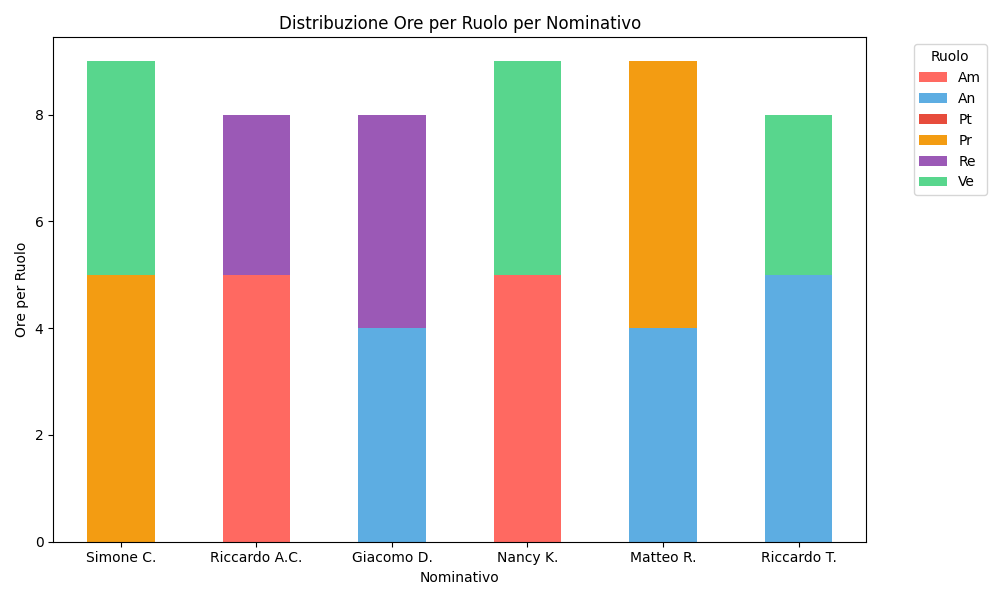 Distribuzione Ore per Ruolo per Nominativo
Ruolo
Am
An
Pt
Pr
Re
Ve
Ore per Ruolo
8
6
4
2
0
Simone C. Riccardo A.C. Giacomo D. Nancy K. Matteo R. Riccardo T.
Nominativo